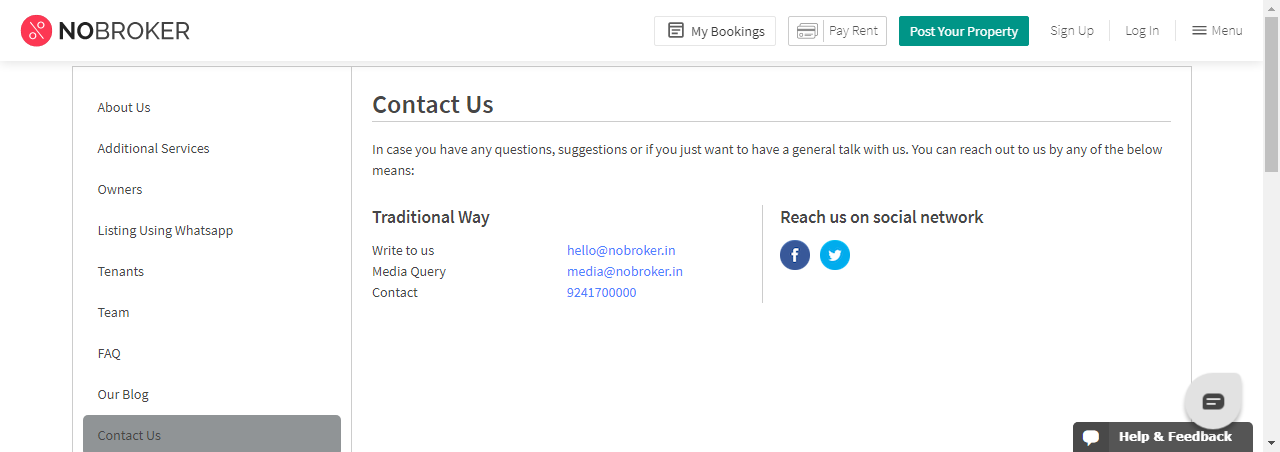 NOBROKER
My Bookings
Pay Rent
Post Your Property
Sign Up
Log In
Menu
About Us
Additional Services
Owners
Listing Using Whatsapp
Tenants
Team
FAQ
Our Blog
Contact Us
Contact Us
In case you have any questions, suggestions or if you just want to have a general talk with us. You can reach out to us by any of the below
means:
Traditional Way
Write to us hello@nobroker.in
Media Query media@nobroker.in
Contact 9241700000
Reach us on social network
Help & Feedback